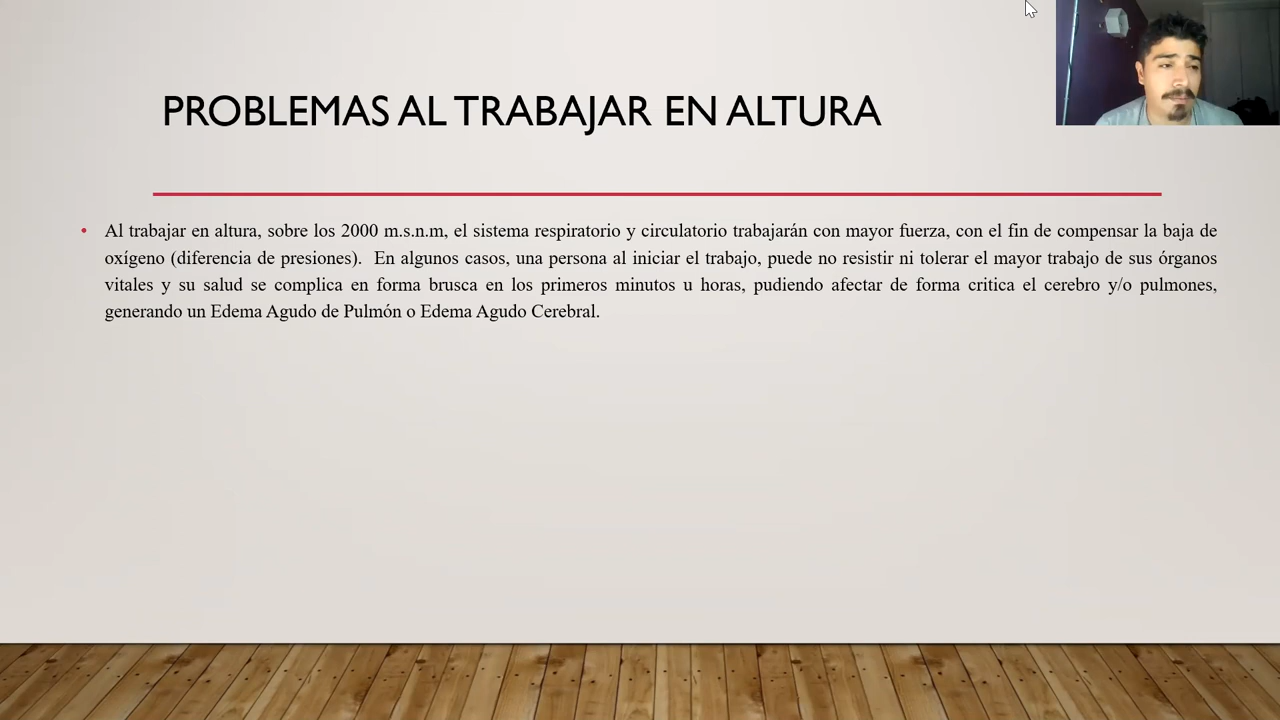 PROBLEMAS AL TRABAJAR EN ALTURA
• Al trabajar en altura, sobre los 2000 m.s.n.m, el sistema respiratorio y circulatorio trabajarán con mayor fuerza, con el fin de compensar la baja de
oxígeno (diferencia de presiones).  En algunos casos, una persona al iniciar el trabajo, puede no resistir ni tolerar el mayor trabajo de sus órganos
vitales y su salud se complica en forma brusca en los primeros minutos u horas, pudiendo afectar de forma critica el cerebro y/o pulmones,
generando un Edema Agudo de Pulmón o Edema Agudo Cerebral.